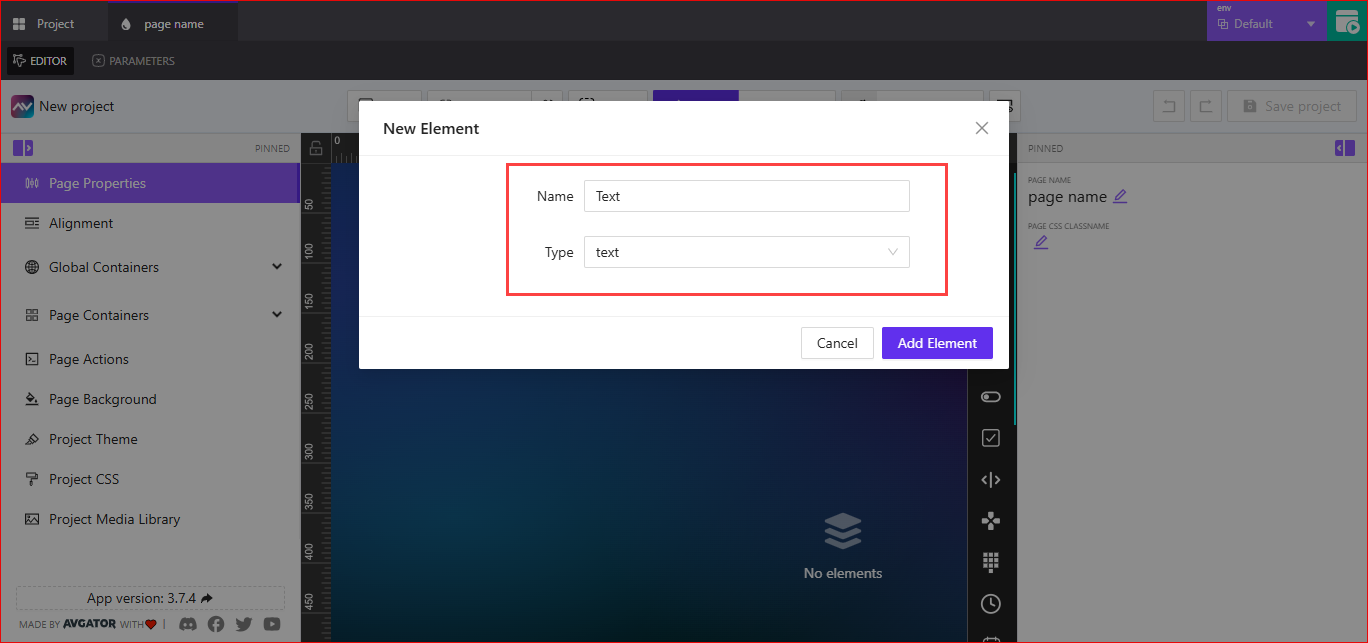 Project
page name
env
Default
EDITOR
PARAMETERS
New project
Save project
New Element
Name
Text
Type
text
Cancel
Add Element
PINNED
Page Properties
Alignment
Global Containers
Page Containers
Page Actions
Page Background
Project Theme
Project CSS
Project Media Library
App version: 3.7.4
MADE BY AVGATOR WITH
0
50
100
150
200
250
300
350
400
450
No elements
PINNED
PAGE NAME
page name
PAGE CSS CLASSNAME